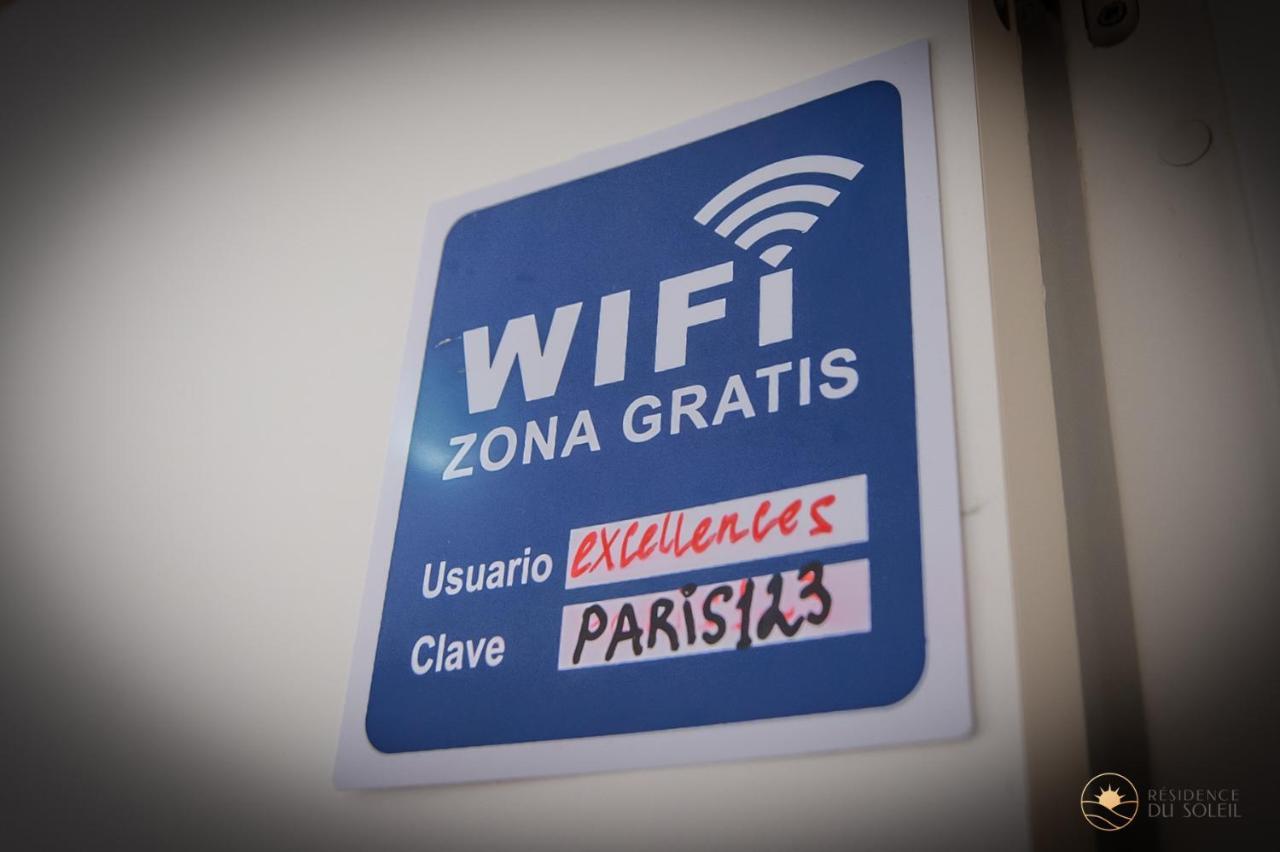 WIFi
ZONA GRATIS
Usuario excellences
Clave PARiS123
RÉSIDENCE
DU SOLEIL